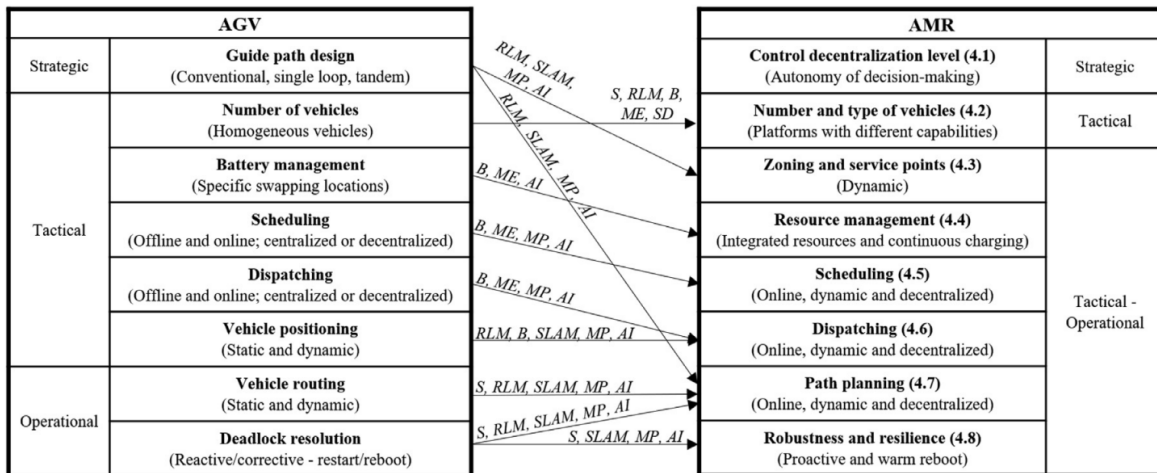 AGV
Strategic
Guide path design
(Conventional, single loop, tandem)
Tactical
Number of vehicles
(Homogeneous vehicles)
Battery management
(Specific swapping locations)
Scheduling
(Offline and online; centralized or decentralized)
Dispatching
(Offline and online; centralized or decentralized)
Vehicle positioning
(Static and dynamic)
Operational
Vehicle routing
(Static and dynamic)
Deadlock resolution
(Reactive/corrective - restart/reboot)
RLM, SLAM,
MP, AI
RLM, SLAM, MP, AI
S, RLM, B,
ME, SD
B, ME, AI
B, ME, MP, AI
B, ME, MP, AI
RLM, B, SLAM, MP, AI
S, RLM, SLAM, MP, AI
S, RLM, SLAM, MP, AI
S, SLAM, MP, AI
AMR
Control decentralization level (4.1)
(Autonomy of decision-making)
Strategic
Number and type of vehicles (4.2)
(Platforms with different capabilities)
Tactical
Zoning and service points (4.3)
(Dynamic)
Resource management (4.4)
(Integrated resources and continuous charging)
Scheduling (4.5)
(Online, dynamic and decentralized)
Dispatching (4.6)
(Online, dynamic and decentralized)
Path planning (4.7)
(Online, dynamic and decentralized)
Robustness and resilience (4.8)
(Proactive and warm reboot)
Tactical -
Operational